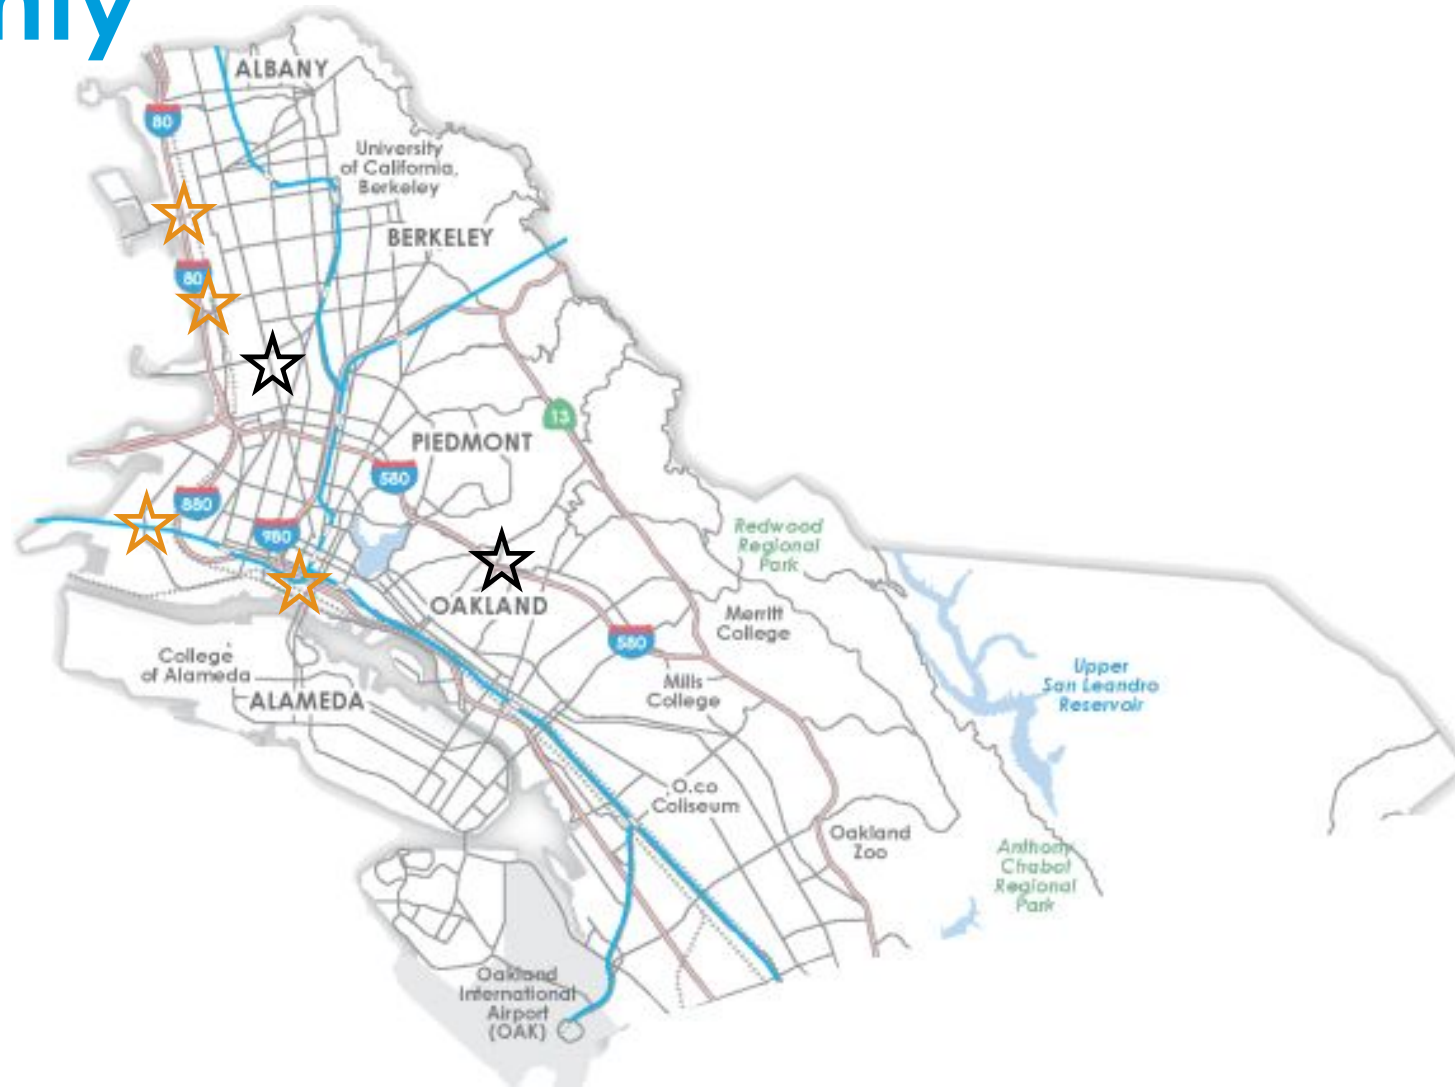 ALBANY
80
University
of California,
Berkeley
BERKELEY
80
13
PIEDMONT
580
880
980
Redwood
Regional
Park
OAKLAND
Merritt
College
580
College
of Alameda
Mills
College
Upper
San Leandro
Reservoir
ALAMEDA
O.co
Coliseum
Oakland
Zoo
Anthony
Chabot
Regional
Park
Oakland
International
Airport
(OAK)